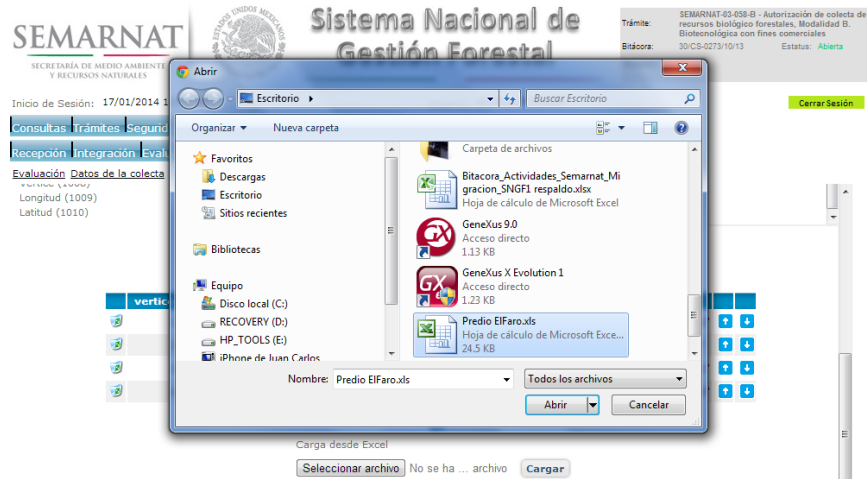 SEMARNAT
SECRETARÍA DE MEDIO AMBIENTE
Y RECURSOS NATURALES
Sistema Nacional de
Gestión Forestal
Trámite:
SEMARNAT-03-058-B - Autorización de colecta de
recursos biológico forestales, Modalidad B.
Biotecnológica con fines comerciales
Bitácora:
30/CS-0273/10/13
Estatus: Abierta
Inicio de Sesión: 17/01/2014 1
Cerrar Sesión
Consultas Trámites
Recepción Integración
Evaluación Datos de la colecta
Longitud (1009)
Latitud (1010)
Abrir
Escritorio
Buscar Escritorio
Organizar
Nueva carpeta
Favoritos
Descargas
Escritorio
Sitios recientes
Bibliotecas
Equipo
Disco local (C:)
RECOVERY (D:)
HP_TOOLS (E:)
iPhone de Juan Carlos
Carpeta de archivos
Bitacora_Actividades_Semarnat_Mi
gracion_SNGF1 respaldo.xlsx
Hoja de cálculo de Microsoft Excel
GeneXus 9.0
Acceso directo
1.13 KB
GeneXus X Evolution 1
Acceso directo
1.23 KB
Predio ElFaro.xls
Hoja de cálculo de Microsoft Exce...
24.5 KB
Nombre: Predio ElFaro.xls
Todos los archivos
Abrir
Cancelar
Carga desde Excel
Seleccionar archivo No se ha ... archivo Cargar